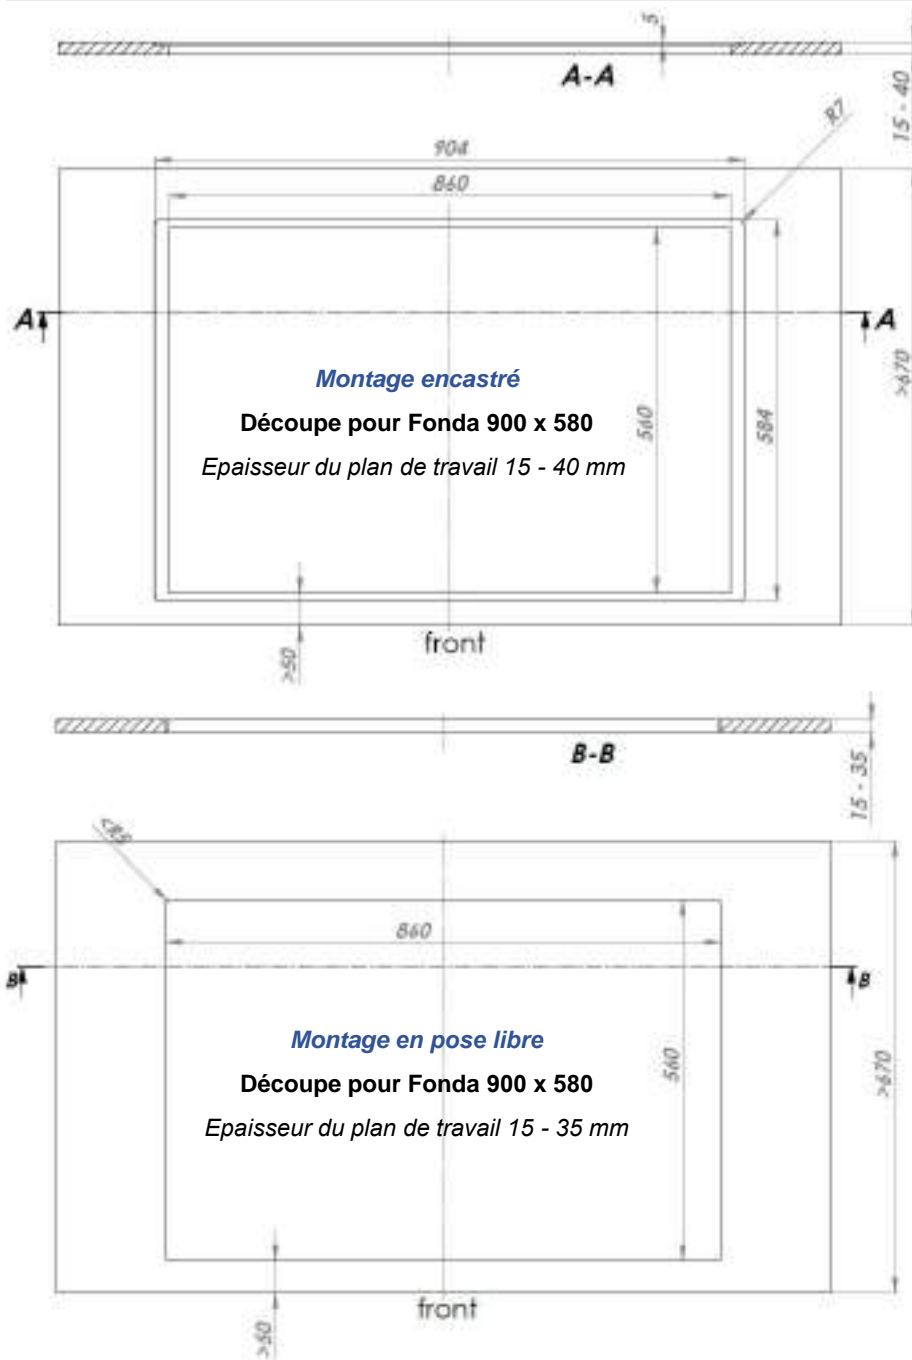 5
A-A
15 - 40
R7
904
860
A
A
>670
Montage encastré
Découpe pour Fonda 900 x 580
560
584
Epaisseur du plan de travail 15 - 40 mm
front
>50
B-B
15 - 35
<R5
860
B
B
Montage en pose libre
560
>670
Découpe pour Fonda 900 x 580
Epaisseur du plan de travail 15 - 35 mm
front
>50